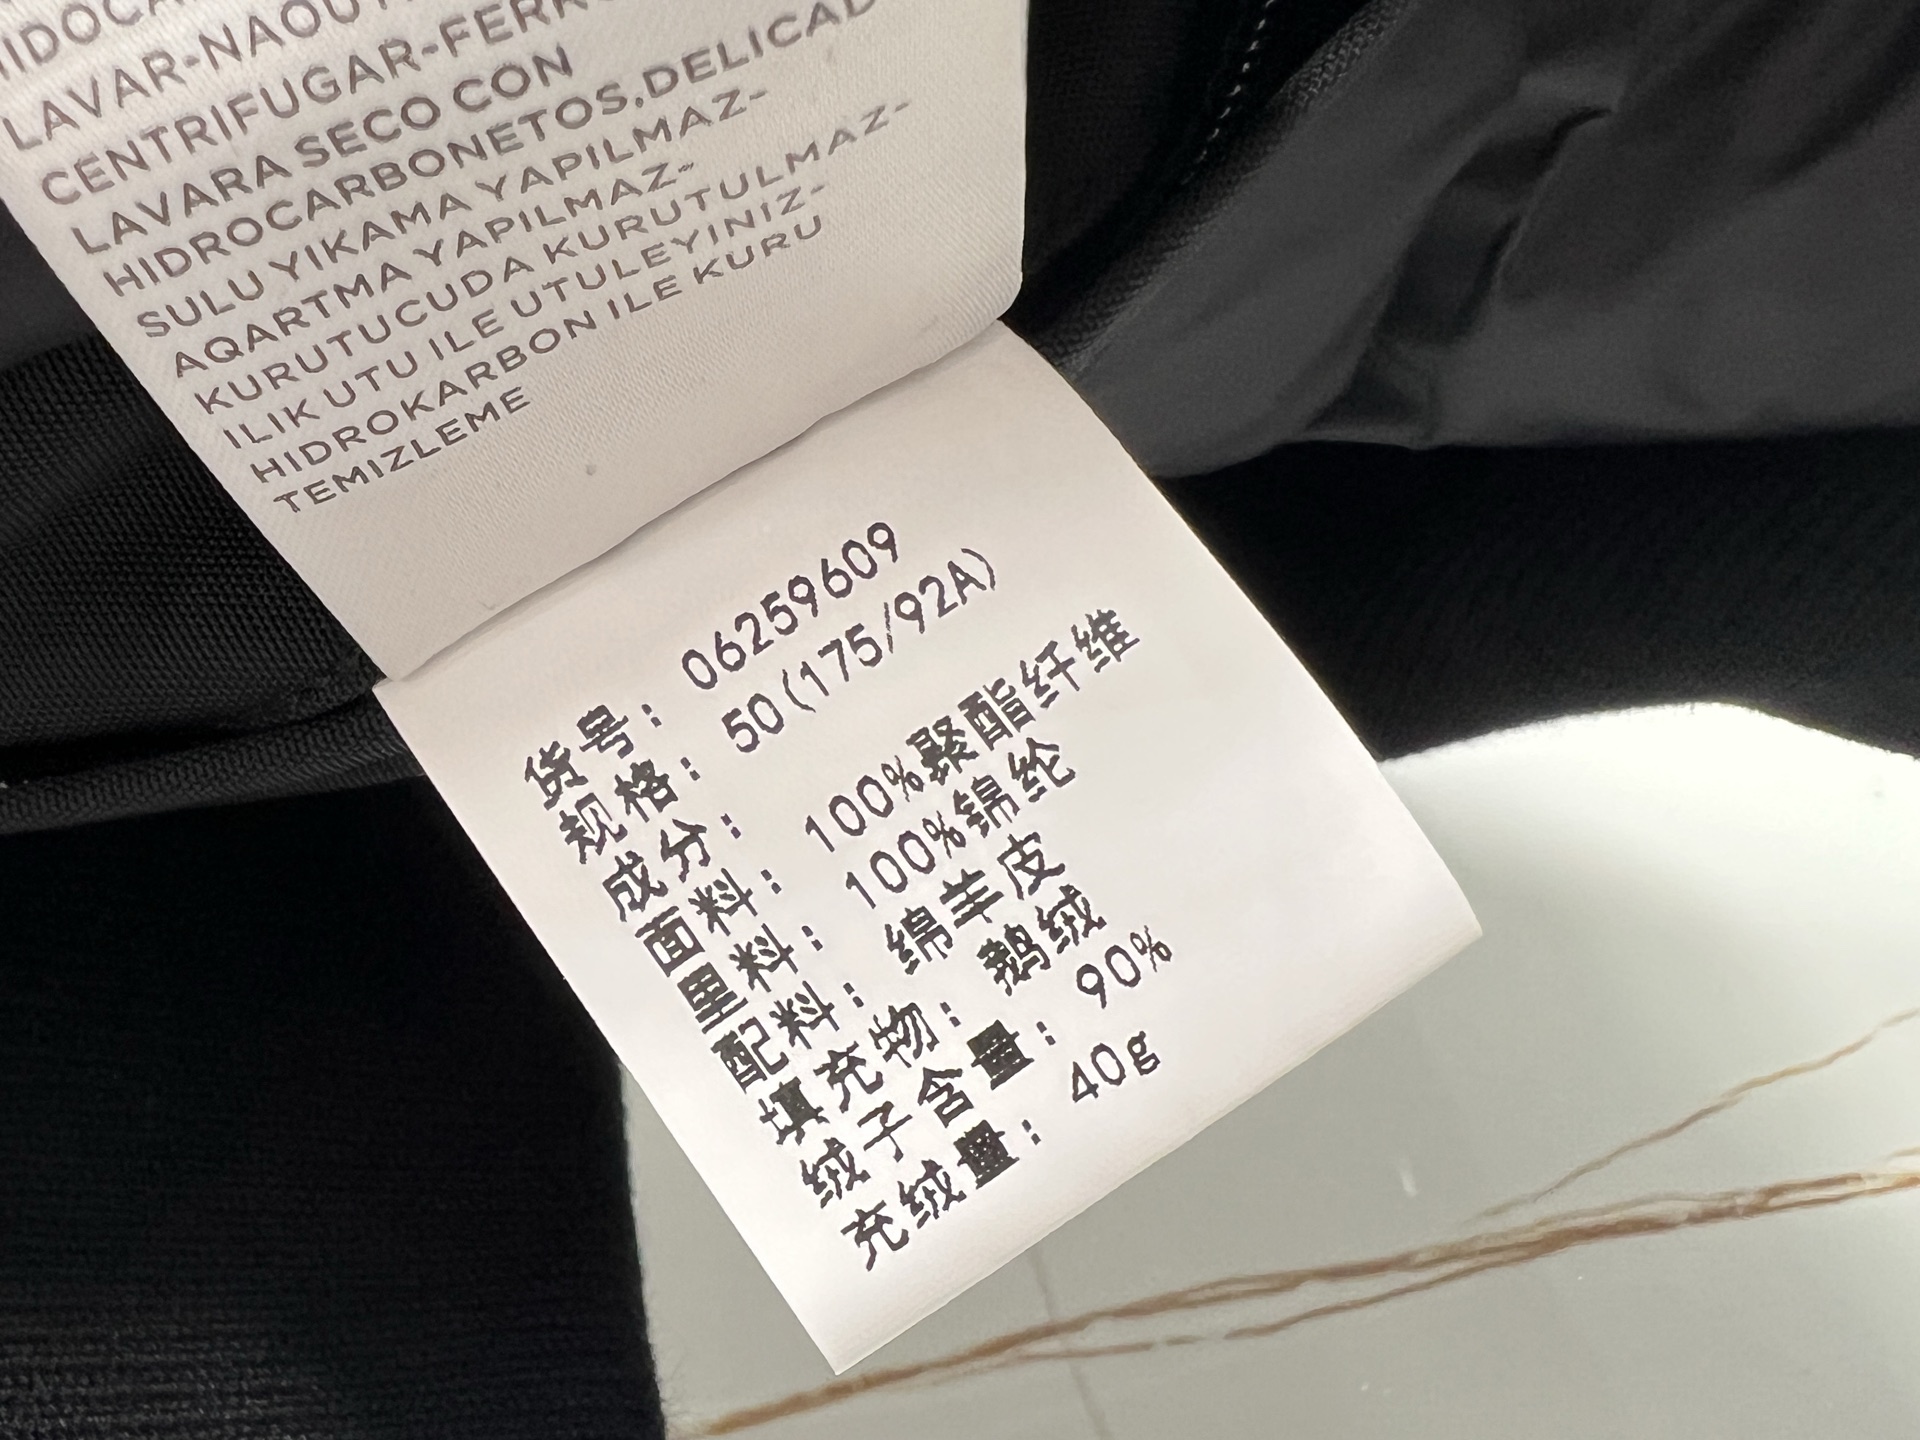 LAVAR-NAO
CENTRIFUGAR-FERR
LAVARA SECO CON
HIDROCARBONETOS.DELICAD
SULU YIKAMA YAPILMAZ-
AQARTMA YAPILMAZ-
KURUTUCUDA KURUTULMAZ-
ILIK UTU ILE UTULEYINIZ-
HIDROKARBON ILE KURU
TEMIZLEME
货号: 06259609
规格: 50(175/92A)
成分:
面料: 100%聚酯纤维
里料: 100%锦纶
配料: 绵羊皮
填充物: 鹅绒
绒子含量: 90%
充绒量: 40g